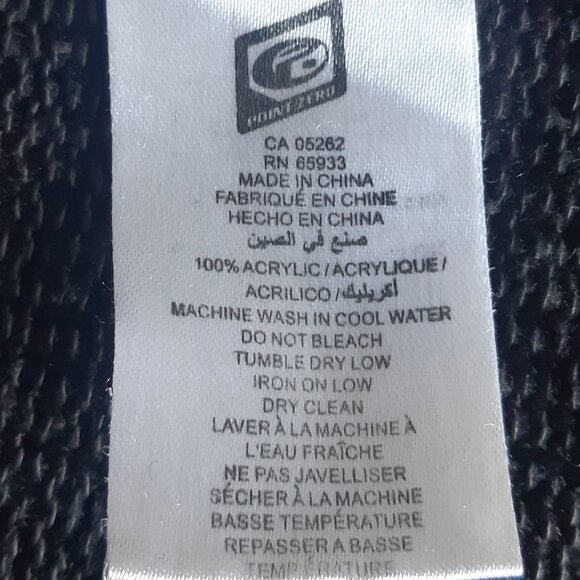 POINT ZERO
CA 05262
RN 65933
MADE IN CHINA
FABRIQUÉ EN CHINE
HECHO EN CHINA
صنع في الصين
100% ACRYLIC / ACRYLIQUE /
ACRILICO / أكريليك
MACHINE WASH IN COOL WATER
DO NOT BLEACH
TUMBLE DRY LOW
IRON ON LOW
DRY CLEAN
LAVER À LA MACHINE À
L'EAU FRAÎCHE
NE PAS JAVELLISER
SÉCHER À LA MACHINE
BASSE TEMPÉRATURE
REPASSER A BASSE
TEMPÉRATURE